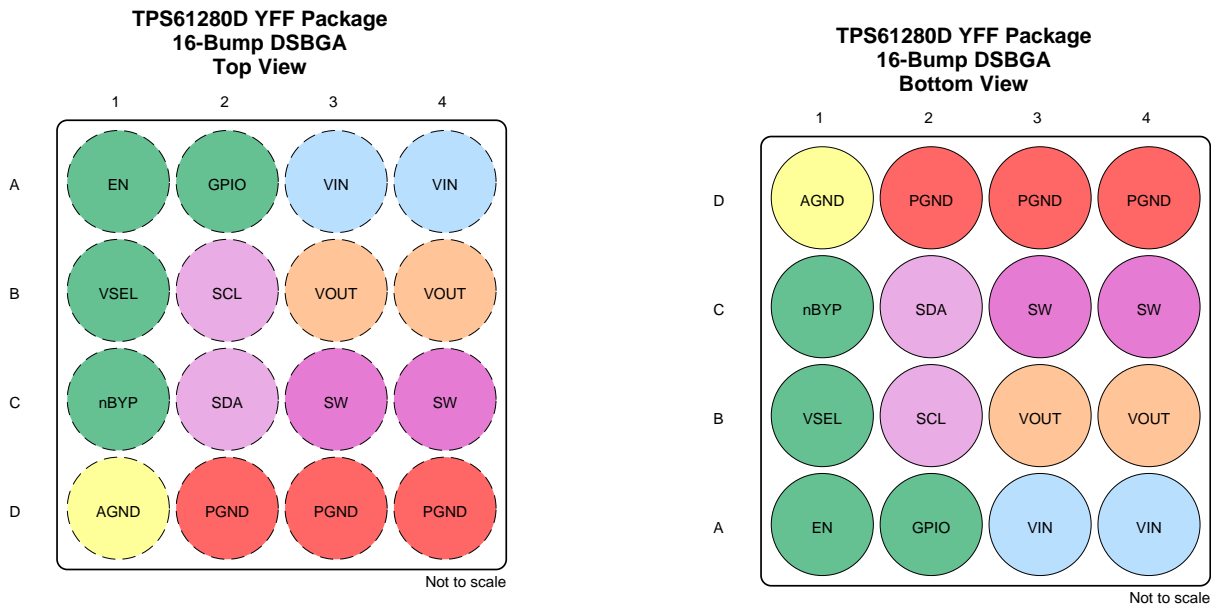 TPS61280D YFF Package
16-Bump DSBGA
Top View
1 2 3 4
A EN GPIO VIN VIN
B VSEL SCL VOUT VOUT
C nBYP SDA SW SW
D AGND PGND PGND PGND
Not to scale
TPS61280D YFF Package
16-Bump DSBGA
Bottom View
1 2 3 4
D AGND PGND PGND PGND
C nBYP SDA SW SW
B VSEL SCL VOUT VOUT
A EN GPIO VIN VIN
Not to scale